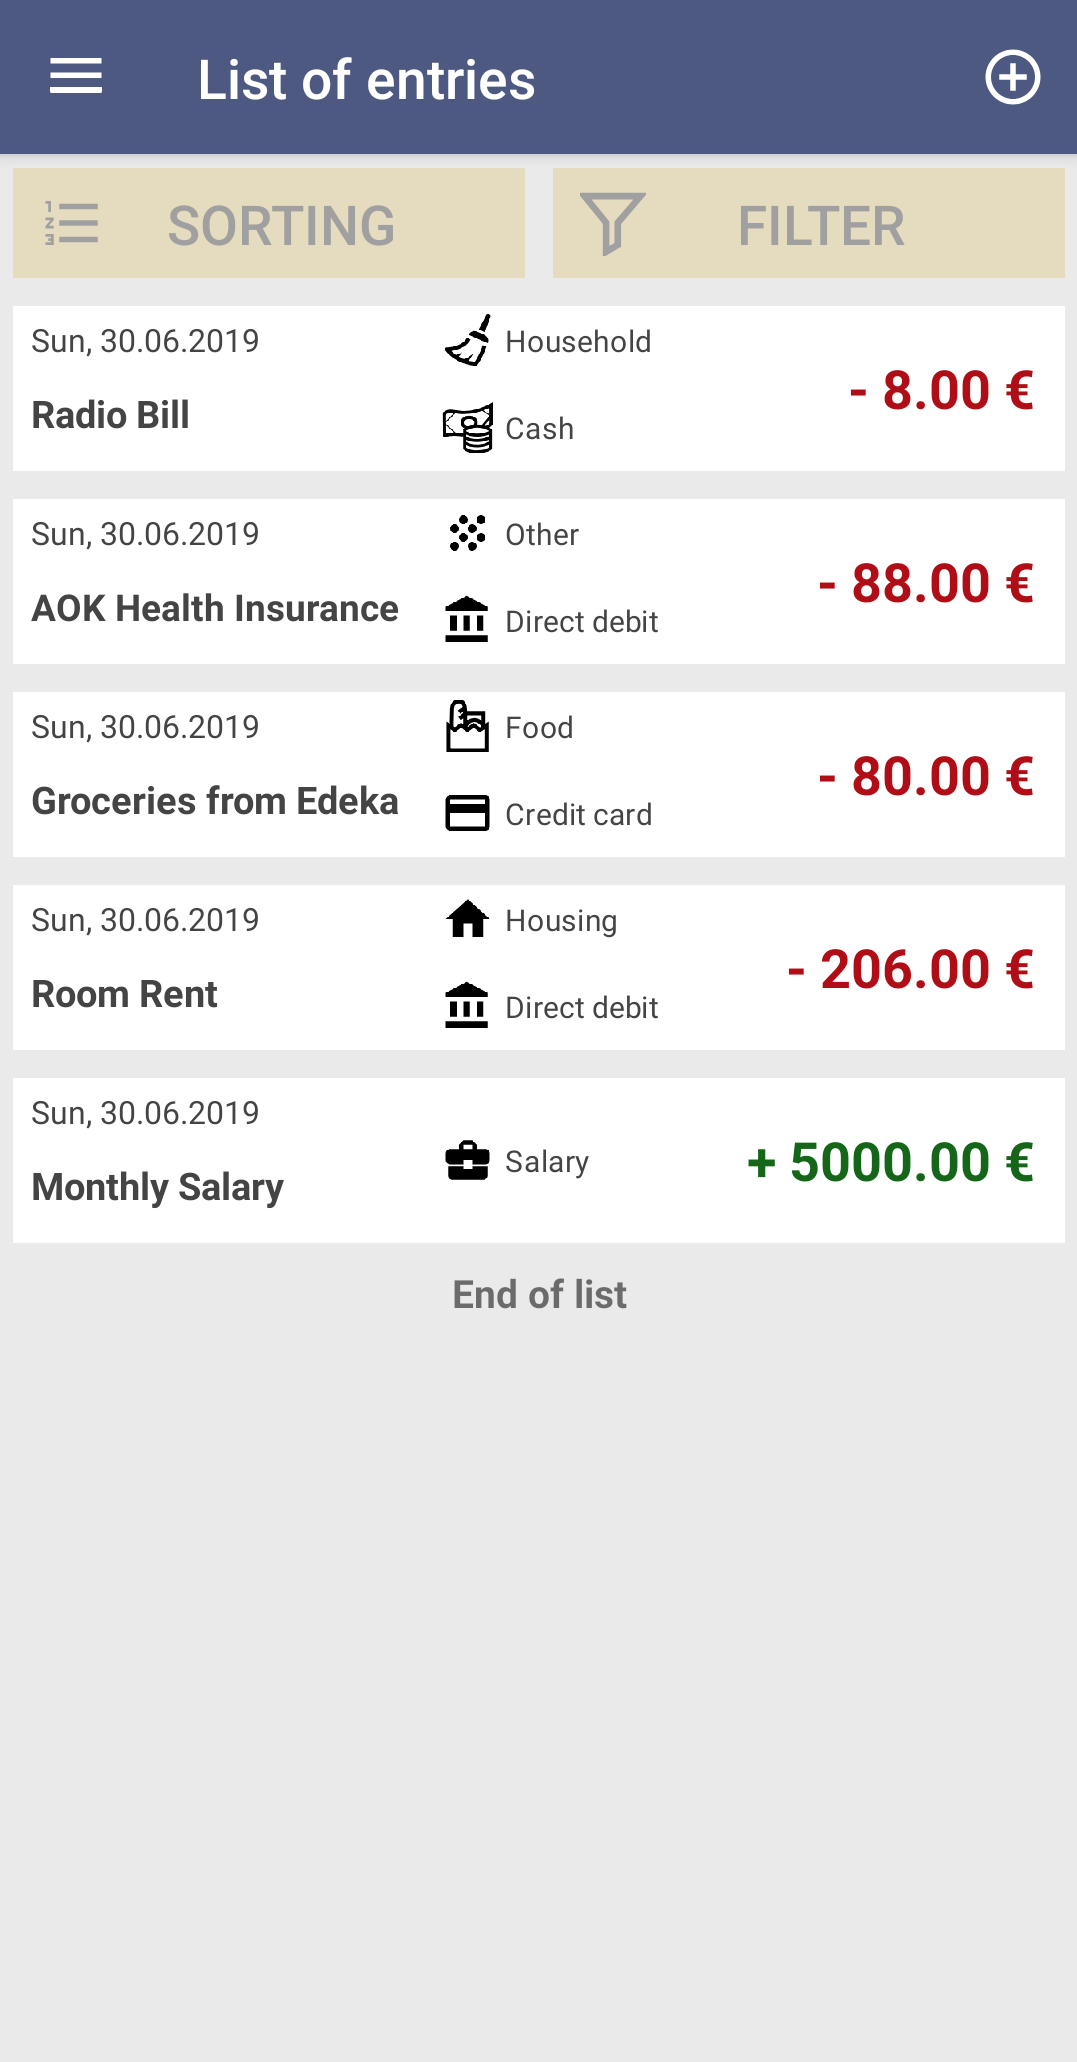 List of entries
SORTING
FILTER
Sun, 30.06.2019
Household
Radio Bill
Cash
- 8.00 €
Sun, 30.06.2019
Other
AOK Health Insurance
Direct debit
- 88.00 €
Sun, 30.06.2019
Food
Groceries from Edeka
Credit card
- 80.00 €
Sun, 30.06.2019
Housing
Room Rent
Direct debit
- 206.00 €
Sun, 30.06.2019
Monthly Salary
Salary
+ 5000.00 €
End of list